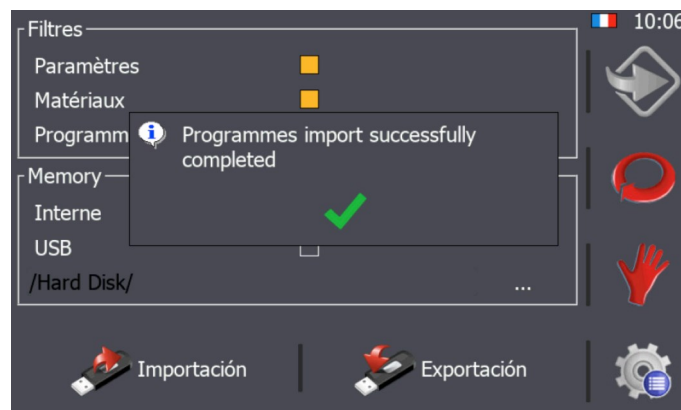 Filtres
10:06
Paramètres
Matériaux
Programm
Programmes import successfully
completed
Memory
Interne
USB
/Hard Disk/
...
Importación
Exportación